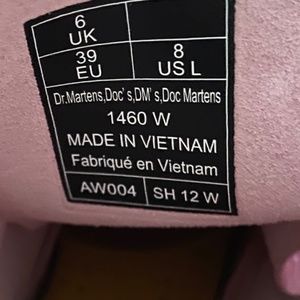 6
UK
39
EU
8
US L
Dr.Martens,Doc' s,DM' s,Doc Martens
1460 W
MADE IN VIETNAM
Fabriqué en Vietnam
AW004 SH 12 W